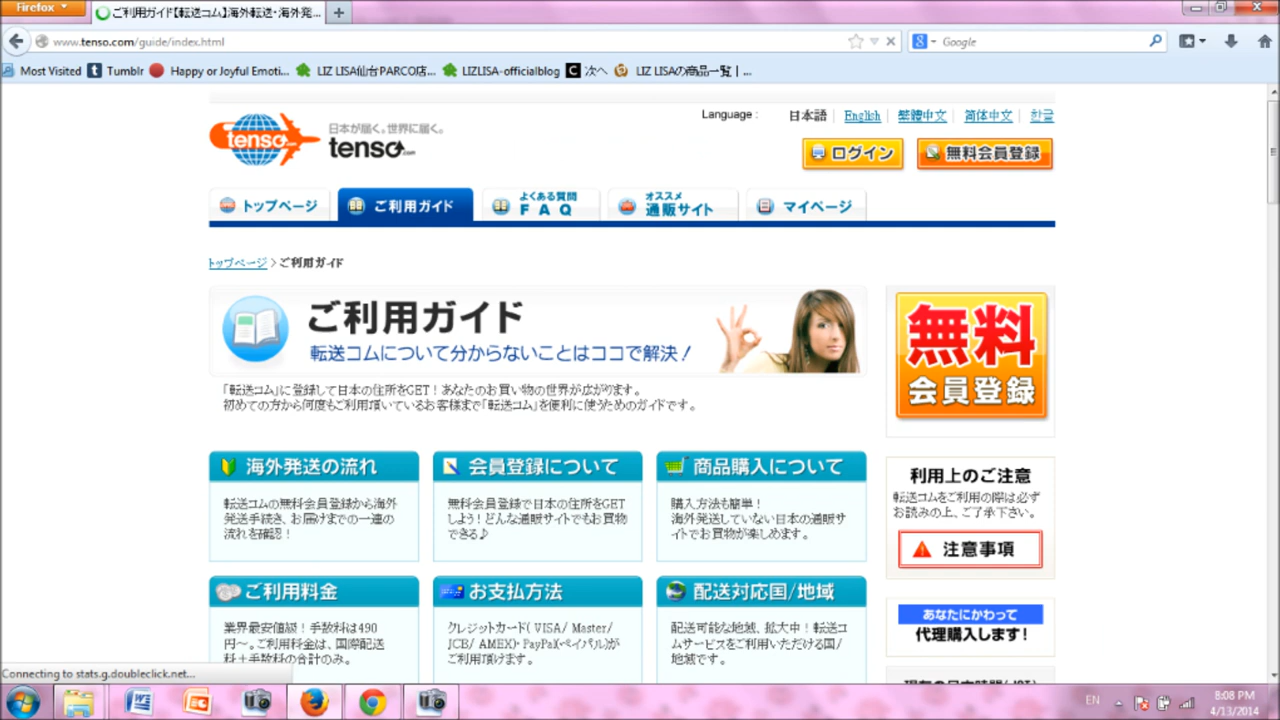 Firefox
ご利用ガイド【転送コム】海外転送・海外発...
www.tenso.com/guide/index.html
Google
Most Visited
Tumblr
Happy or Joyful Emoti...
LIZ LISA仙台PARCO店...
LIZLISA-officialblog
次へ
LIZ LISAの商品一覧 | ...
Language :
日本語
English
繁體中文
简体中文
한글
tenso.com
日本が届く。世界に届く。
tenso.com
ログイン
無料会員登録
トップページ
ご利用ガイド
よくある質問
FAQ
オススメ
通販サイト
マイページ
トップページ > ご利用ガイド
ご利用ガイド
転送コムについて分からないことはココで解決！
「転送コム」に登録して日本の住所をGET！あなたのお買い物の世界が広がります。
初めての方から何度もご利用頂いているお客様まで「転送コム」を便利に使うためのガイドです。
無料
会員登録
海外発送の流れ
転送コムの無料会員登録から海外
発送手続き、お届けまでの一連の
流れを確認！
会員登録について
無料会員登録で日本の住所をGET
しよう！どんな通販サイトでもお買物
できる♪
商品購入について
購入方法も簡単！
海外発送していない日本の通販サ
イトでお買物が楽しめます。
利用上のご注意
転送コムをご利用の際は必ず
お読みの上、ご了承下さい。
注意事項
ご利用料金
業界最安値級！手数料は490
円～。ご利用料金は、国際配送
料＋手数料の合計のみ。
お支払方法
クレジットカード( VISA/ Master/
JCB/ AMEX)・PayPal(ペイパル)が
ご利用頂けます。
配送対応国/地域
配送可能な地域、拡大中！転送コ
ムサービスをご利用いただける国/
地域です。
あなたにかわって
代理購入します!
Connecting to stats.g.doubleclick.net...
EN
8:08 PM
4/13/2014